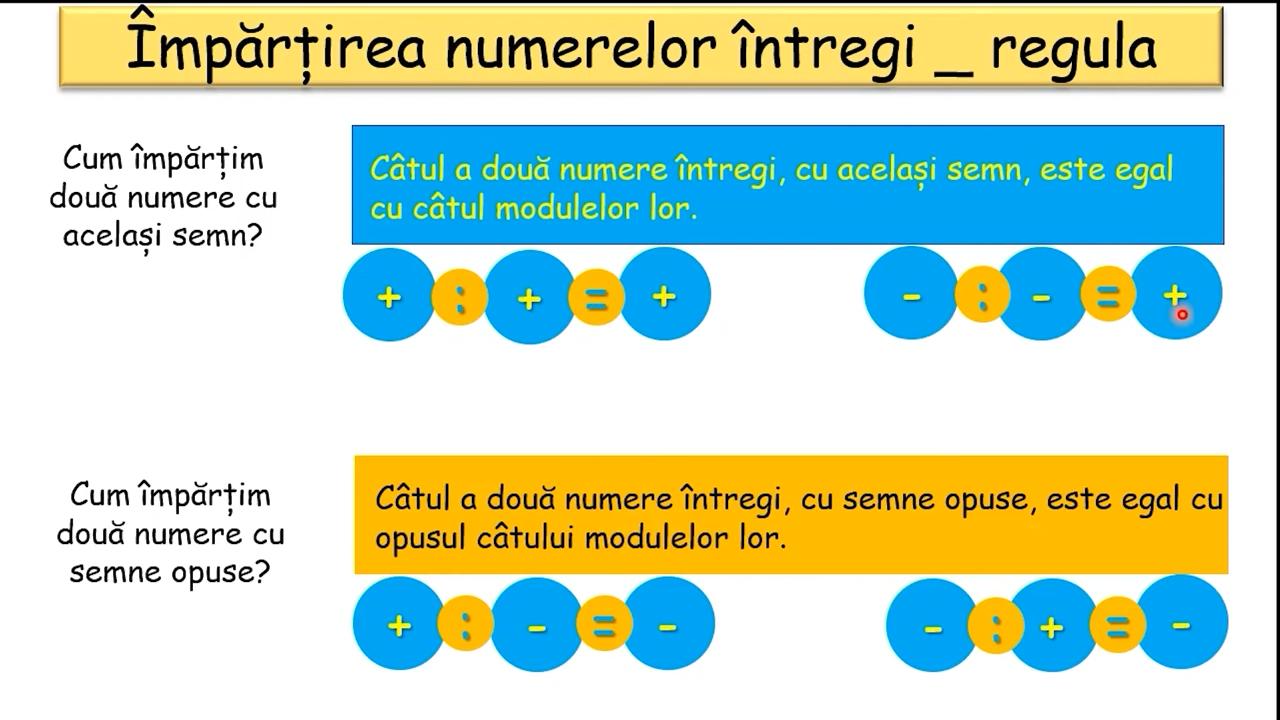 Împărțirea numerelor întregi _ regula
Cum împărțim
două numere cu
același semn?
Câtul a două numere întregi, cu același semn, este egal
cu câtul modulelor lor.
+ : + = +
- : - = +
Cum împărțim
două numere cu
semne opuse?
Câtul a două numere întregi, cu semne opuse, este egal cu
opusul câtului modulelor lor.
+ : - = -
- : + = -